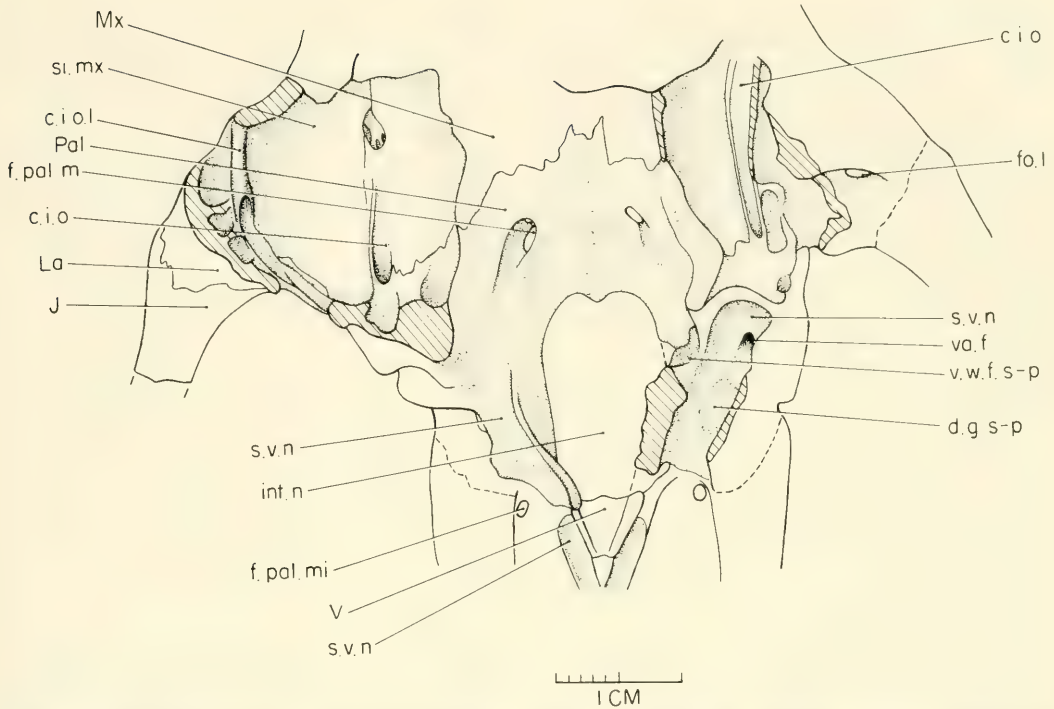 Mx
si. mx
c. i o. l
Pal
f. pal m
c. i. o
La
J
s. v. n
int. n
f. pal. mi
V
s. v. n
c i o
fo. l
s. v. n
va. f
v. w. f. s-p
d. g s-p
1 CM